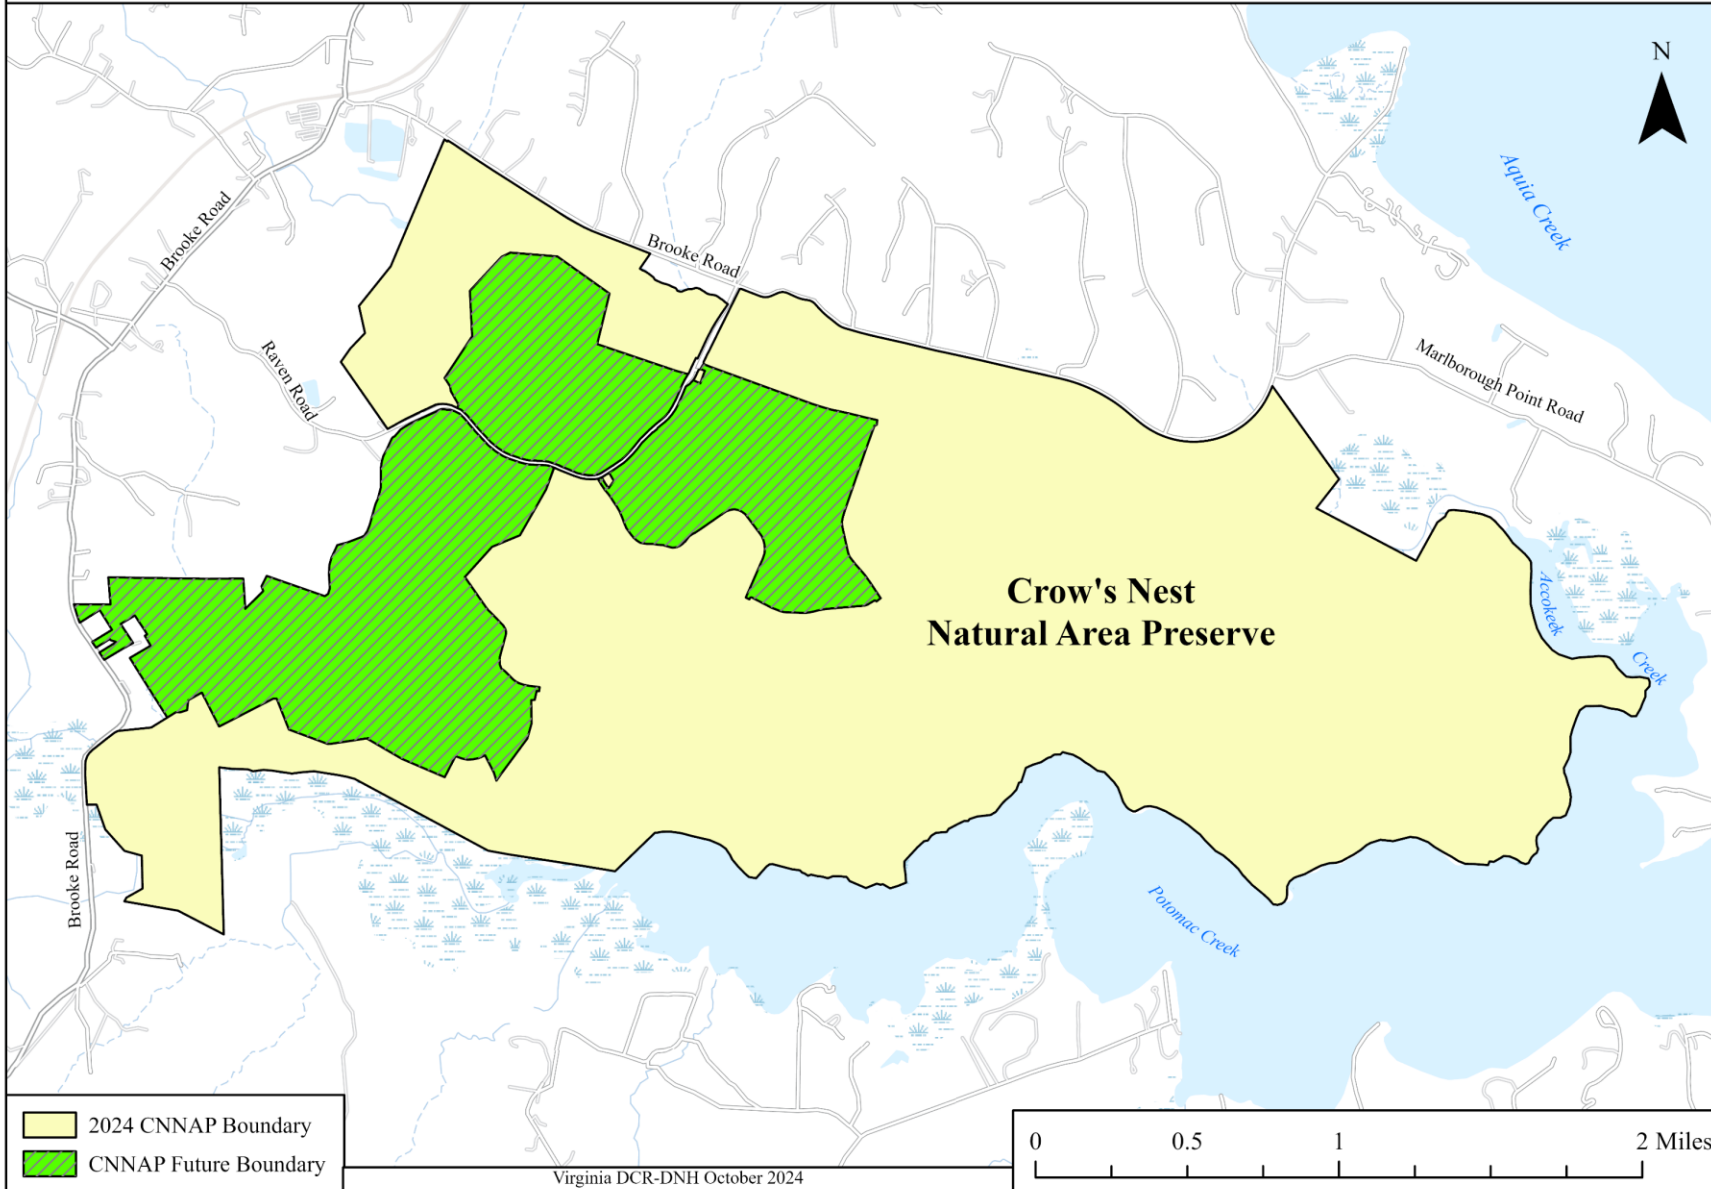 N
Aquia Creek
Brooke Road
Brooke Road
Raven Road
Marlborough Point Road
Crow's Nest
Natural Area Preserve
Accokeek
Creek
Brooke Road
Potomac Creek
2024 CNNAP Boundary
CNNAP Future Boundary
Virginia DCR-DNH October 2024
0 0.5 1 2 Miles